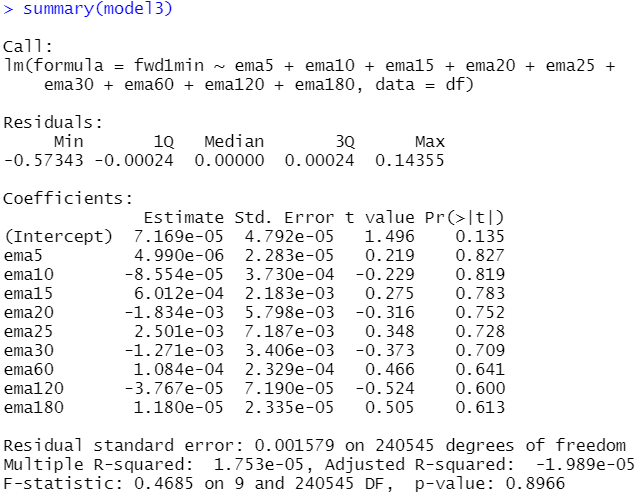 > summary(model3)
Call:
lm(formula = fwd1min ~ ema5 + ema10 + ema15 + ema20 + ema25 +
    ema30 + ema60 + ema120 + ema180, data = df)
Residuals:
     Min       1Q   Median       3Q      Max
-0.57343 -0.00024  0.00000  0.00024  0.14355
Coefficients:
              Estimate Std. Error t value Pr(>|t|)
(Intercept)  7.169e-05  4.792e-05   1.496    0.135
ema5         4.990e-06  2.283e-05   0.219    0.827
ema10       -8.554e-05  3.730e-04  -0.229    0.819
ema15        6.012e-04  2.183e-03   0.275    0.783
ema20       -1.834e-03  5.798e-03  -0.316    0.752
ema25        2.501e-03  7.187e-03   0.348    0.728
ema30       -1.271e-03  3.406e-03  -0.373    0.709
ema60        1.084e-04  2.329e-04   0.466    0.641
ema120      -3.767e-05  7.190e-05  -0.524    0.600
ema180       1.180e-05  2.335e-05   0.505    0.613
Residual standard error: 0.001579 on 240545 degrees of freedom
Multiple R-squared:  1.753e-05, Adjusted R-squared:  -1.989e-05
F-statistic: 0.4685 on 9 and 240545 DF,  p-value: 0.8966